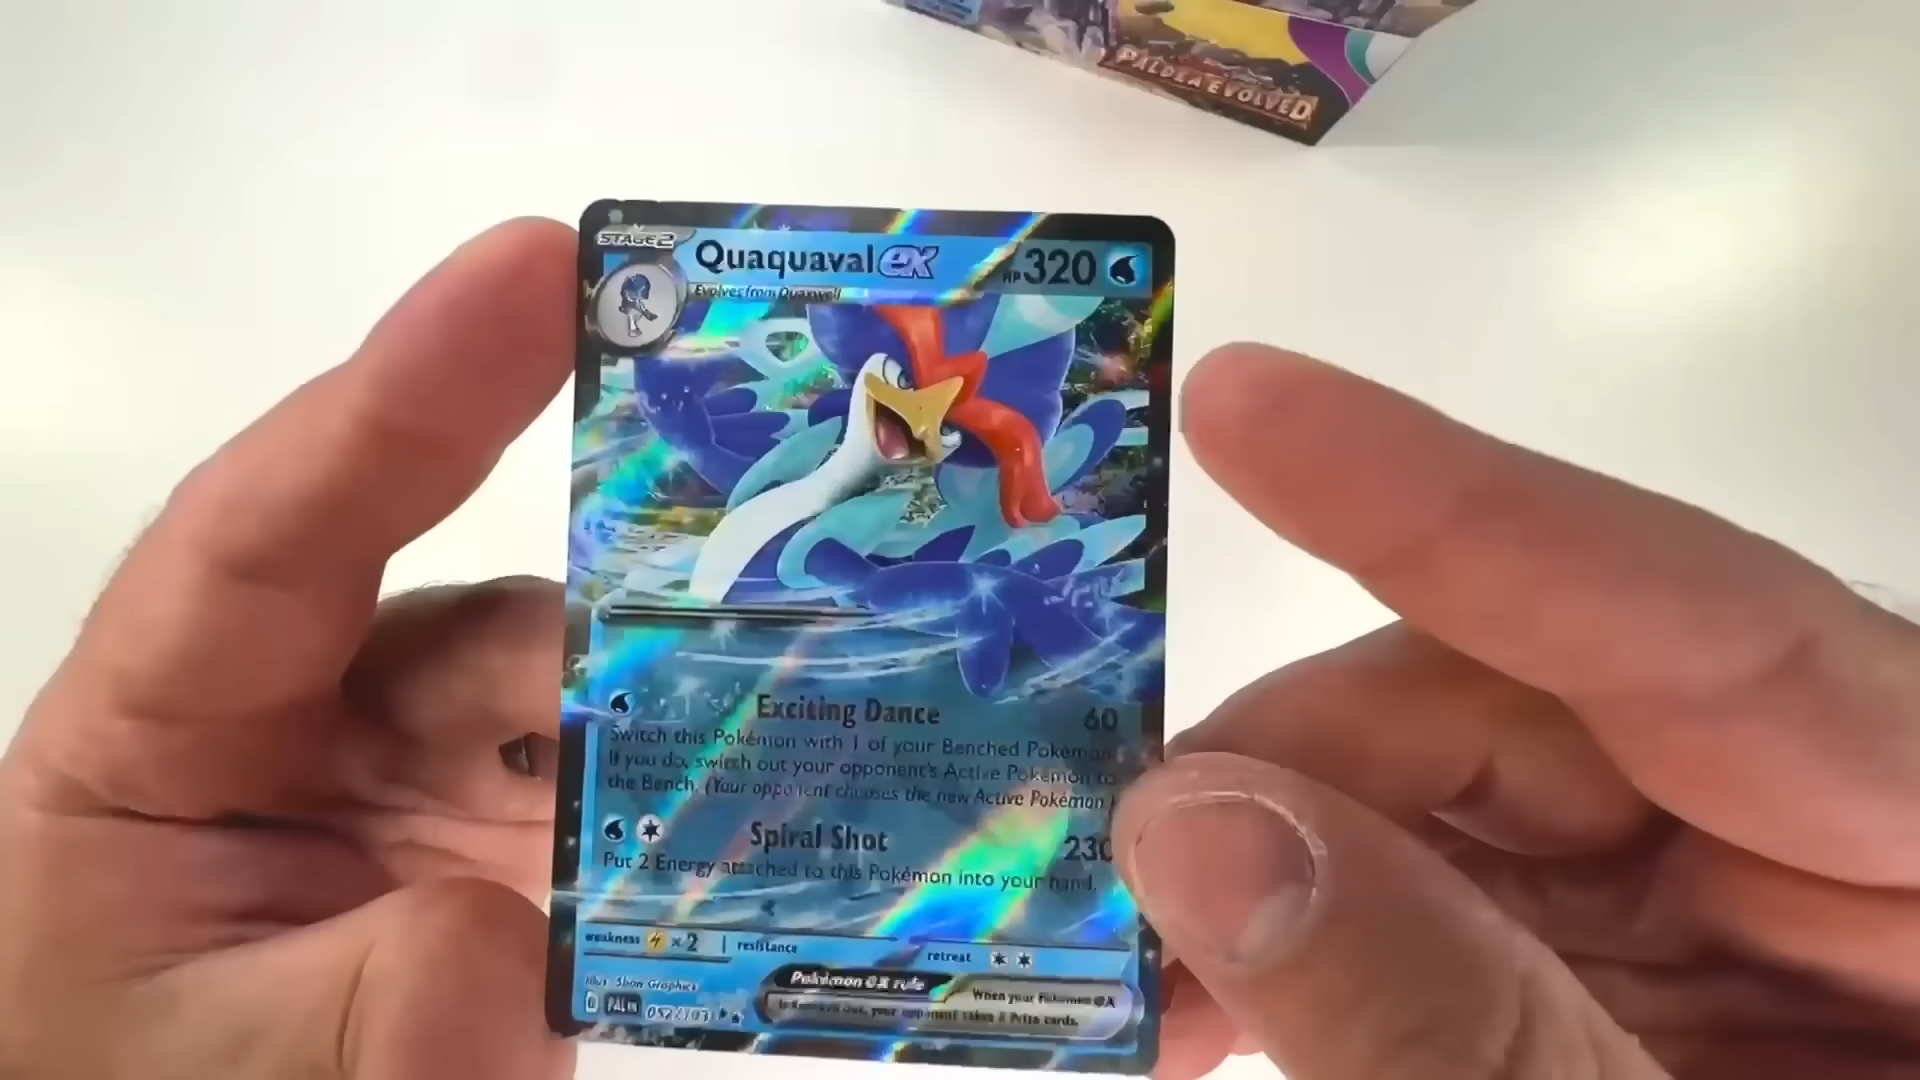 PALDEA EVOLVED
STAGE2
Quaquaval ex
HP 320
Evolves from Quaxwell
Exciting Dance 60
Switch this Pokémon with 1 of your Benched Pokémon.
If you do, switch out your opponent's Active Pokémon to
the Bench. (Your opponent chooses the new Active Pokémon.)
Spiral Shot 230
Put 2 Energy attached to this Pokémon into your hand.
weakness ×2 resistance
retreat
Illus. 5ban Graphics
Pokémon ex rule
When your Pokémon ex
is Knocked Out, your opponent takes 2 Prize cards.
PAL EN 052/193